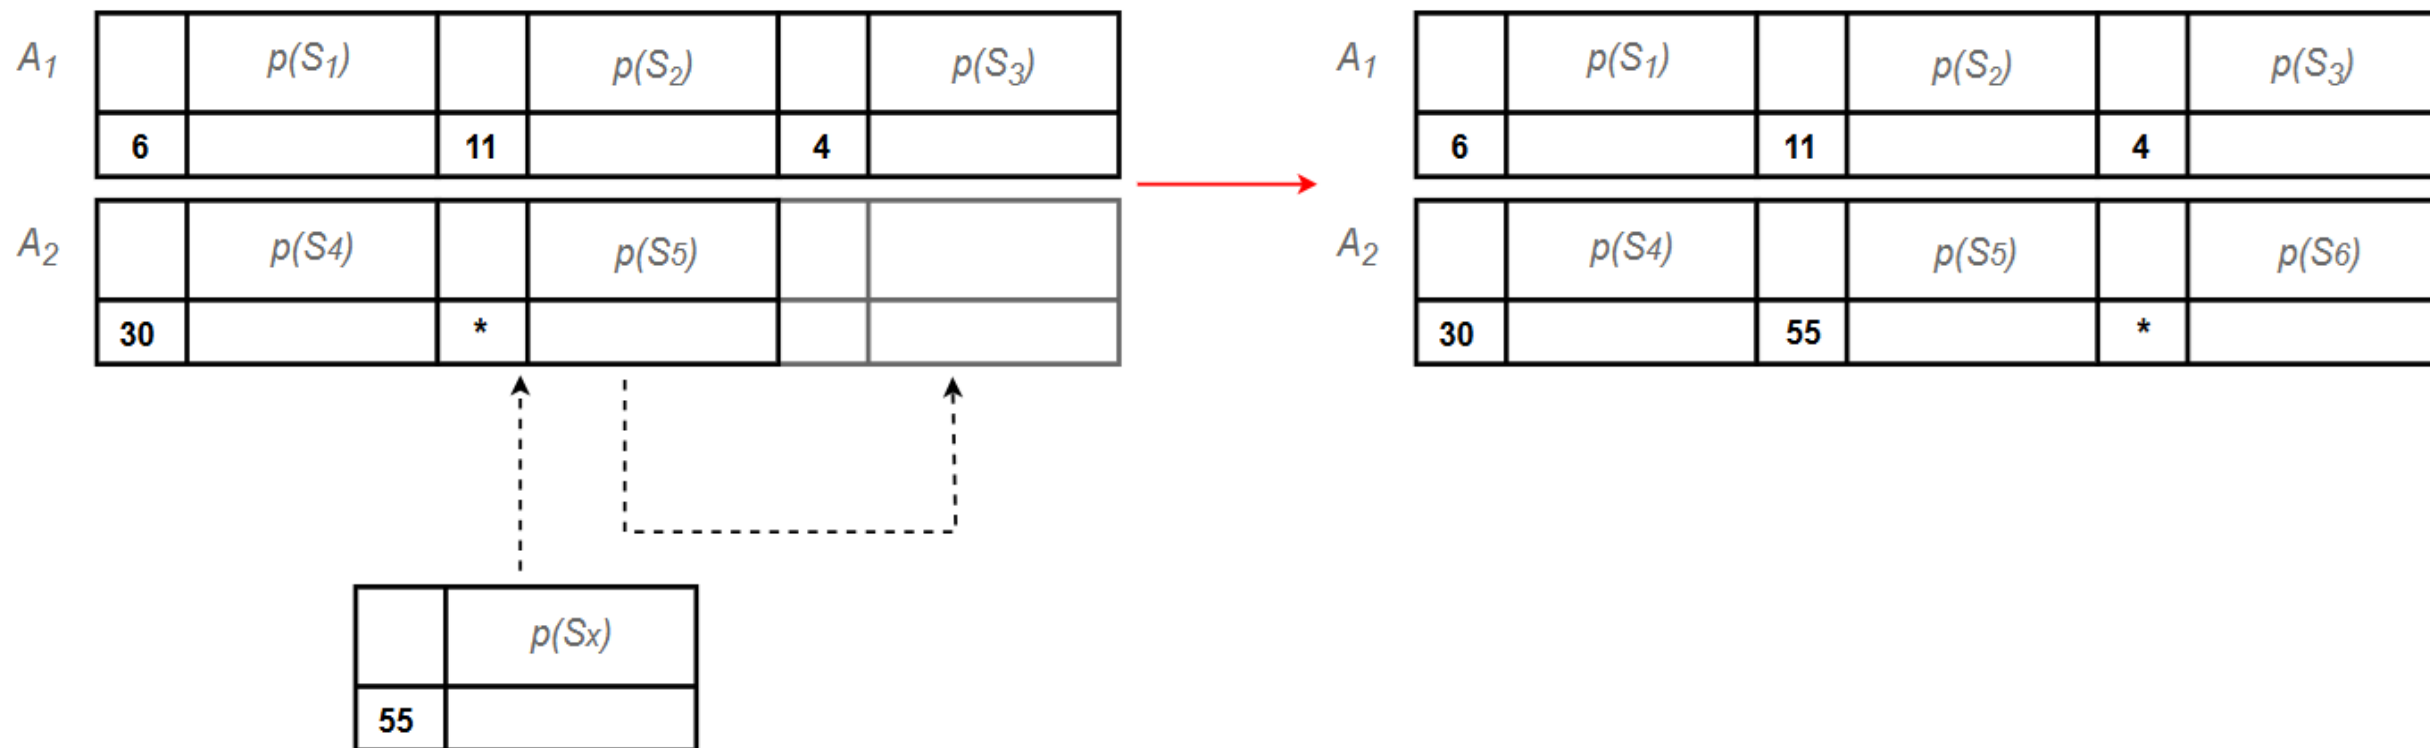 A1 p(S1) p(S2) p(S3) A1 p(S1) p(S2) p(S3)
6 11 4 6 11 4
A2 p(S4) p(S5) A2 p(S4) p(S5) p(S6)
30 * 30 55 *
p(Sx)
55